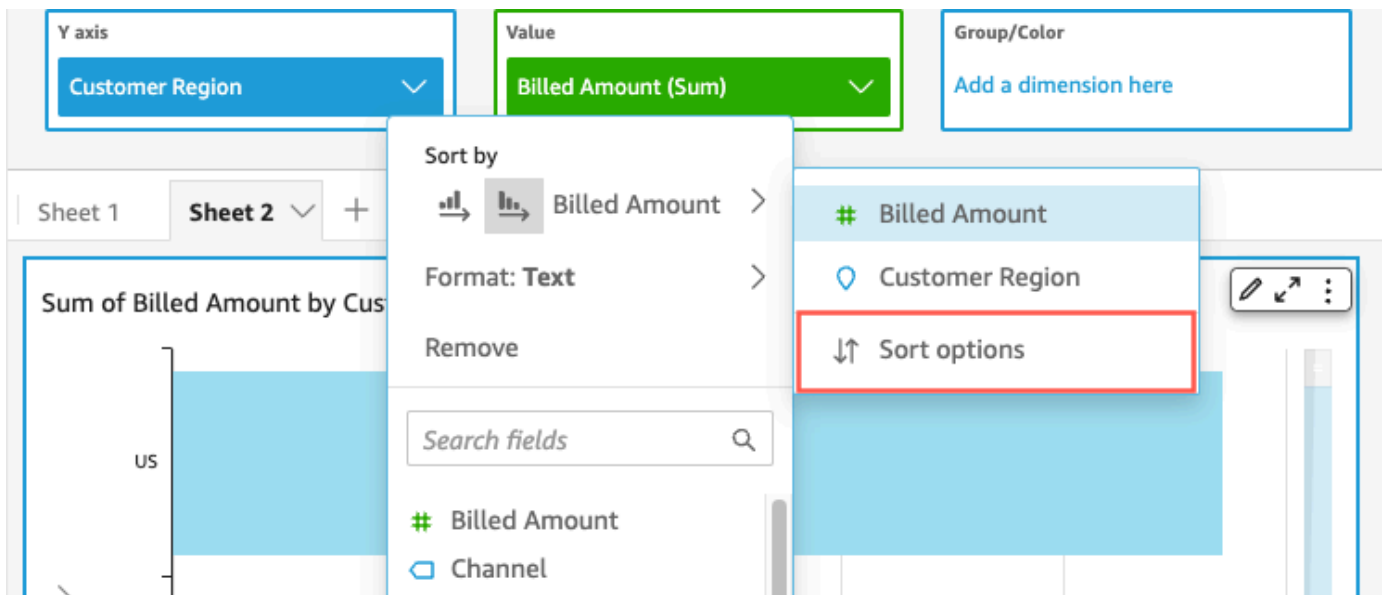 Y axis
Value
Group/Color
Customer Region
Billed Amount (Sum)
Add a dimension here
Sort by
Billed Amount
Sheet 1
Sheet 2
Billed Amount
Format: Text
Customer Region
Sum of Billed Amount by Cus
Remove
Sort options
Search fields
US
Billed Amount
Channel